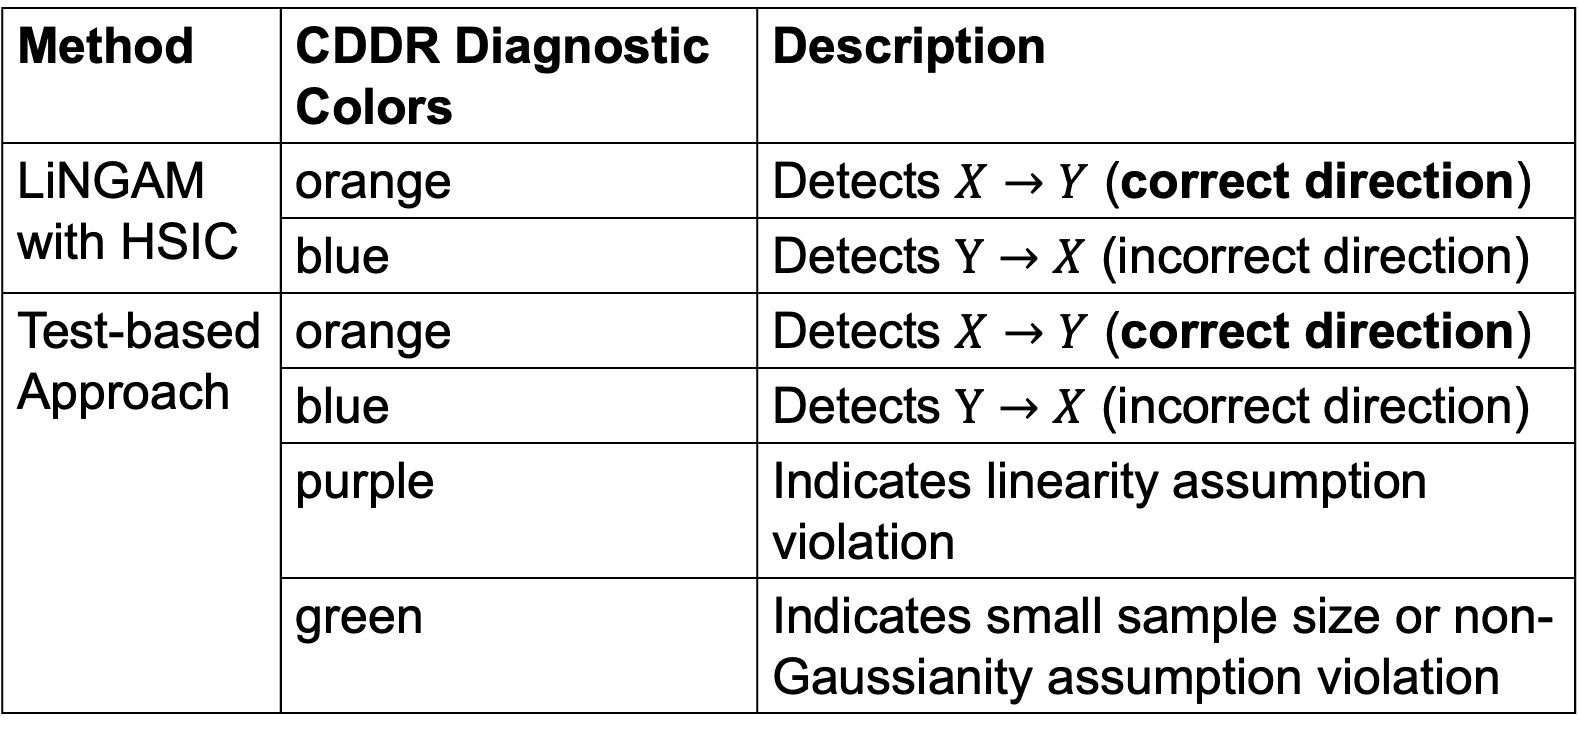 Method
CDDR Diagnostic
Colors
Description
LiNGAM
with HSIC
orange
Detects X → Y (correct direction)
blue
Detects Y → X (incorrect direction)
Test-based
Approach
orange
Detects X → Y (correct direction)
blue
Detects Y → X (incorrect direction)
purple
Indicates linearity assumption
violation
green
Indicates small sample size or non-
Gaussianity assumption violation